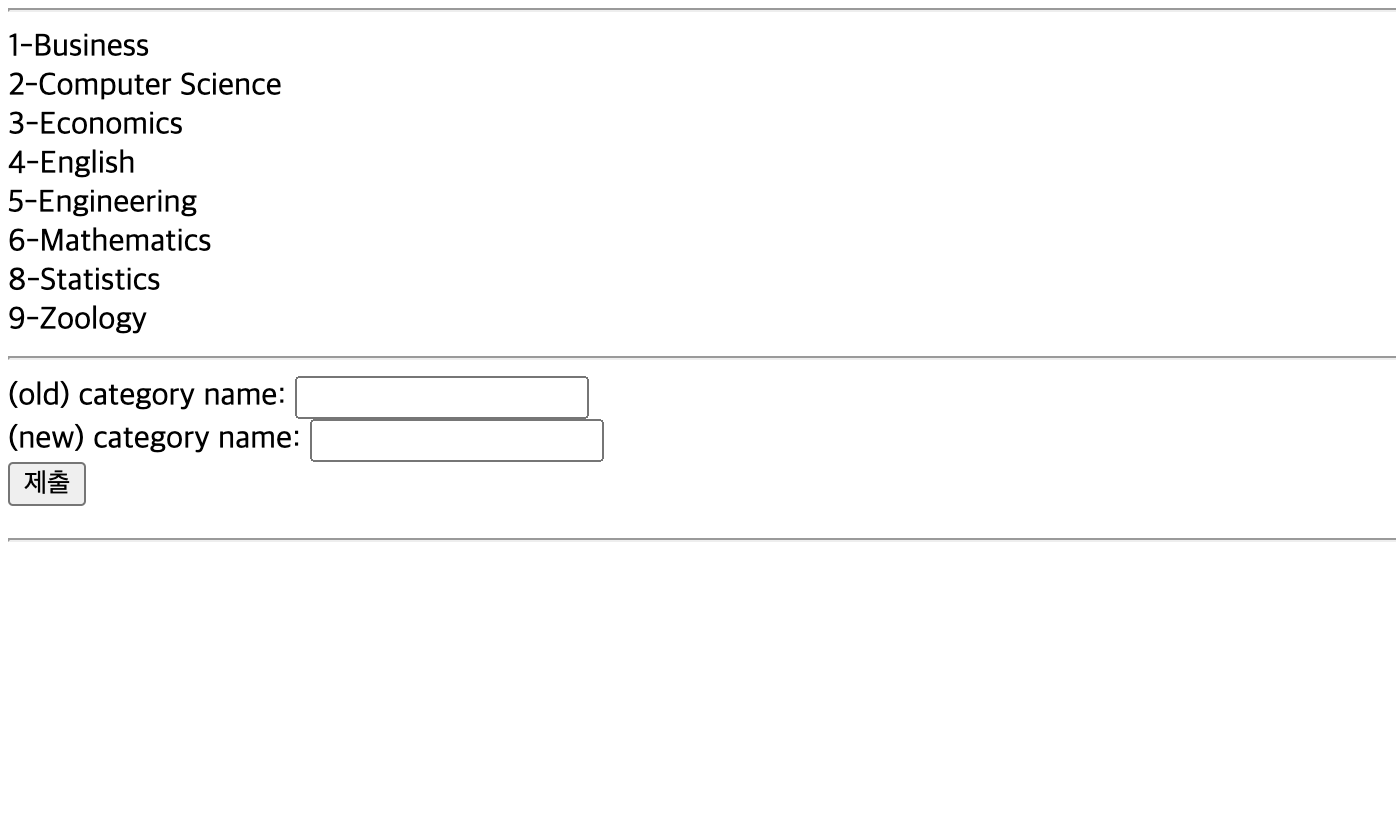 1-Business
2-Computer Science
3-Economics
4-English
5-Engineering
6-Mathematics
8-Statistics
9-Zoology
(old) category name:
(new) category name:
제출